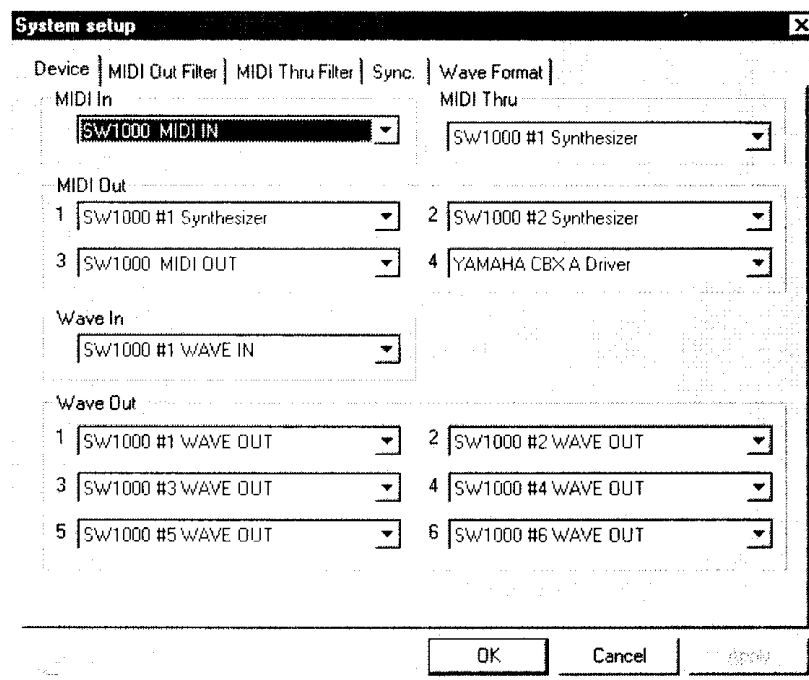 System setup
Device MIDI Out Filter MIDI Thru Filter Sync. Wave Format
MIDI In
SW1000 MIDI IN
MIDI Thru
SW1000 #1 Synthesizer
MIDI Out
1 SW1000 #1 Synthesizer
2 SW1000 #2 Synthesizer
3 SW1000 MIDI OUT
4 YAMAHA CBX A Driver
Wave In
SW1000 #1 WAVE IN
Wave Out
1 SW1000 #1 WAVE OUT
2 SW1000 #2 WAVE OUT
3 SW1000 #3 WAVE OUT
4 SW1000 #4 WAVE OUT
5 SW1000 #5 WAVE OUT
6 SW1000 #6 WAVE OUT
OK Cancel Apply